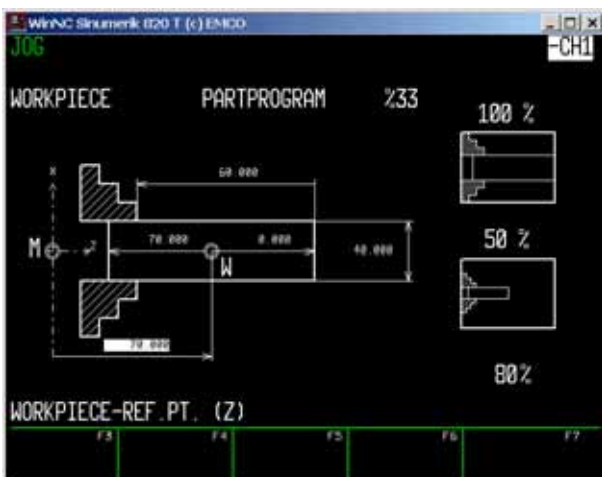 WinNC Sinumerik 820 T (c) EMCO
JOG
-CH1
WORKPIECE PARTPROGRAM %33
100 %
X
60.000
M
Z
70.000 0.000
40.000
W
50 %
70.000
80%
WORKPIECE-REF.PT. (Z)
F3 F4 F5 F6 F7